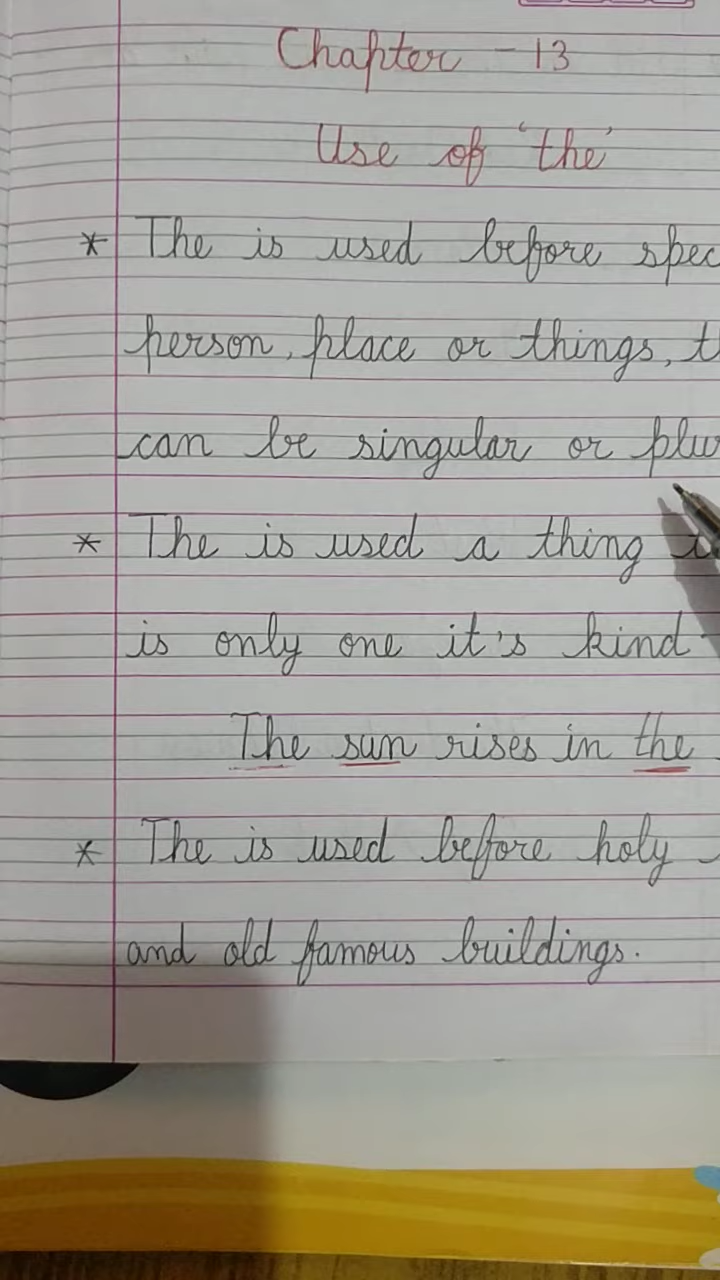 Chapter - 13
Use of 'the'
* The is used before spec
person, place or things, t
can be singular or plu
* The is used a thing
is only one it's kind
The sun rises in the
* The is used before holy
and old famous buildings.